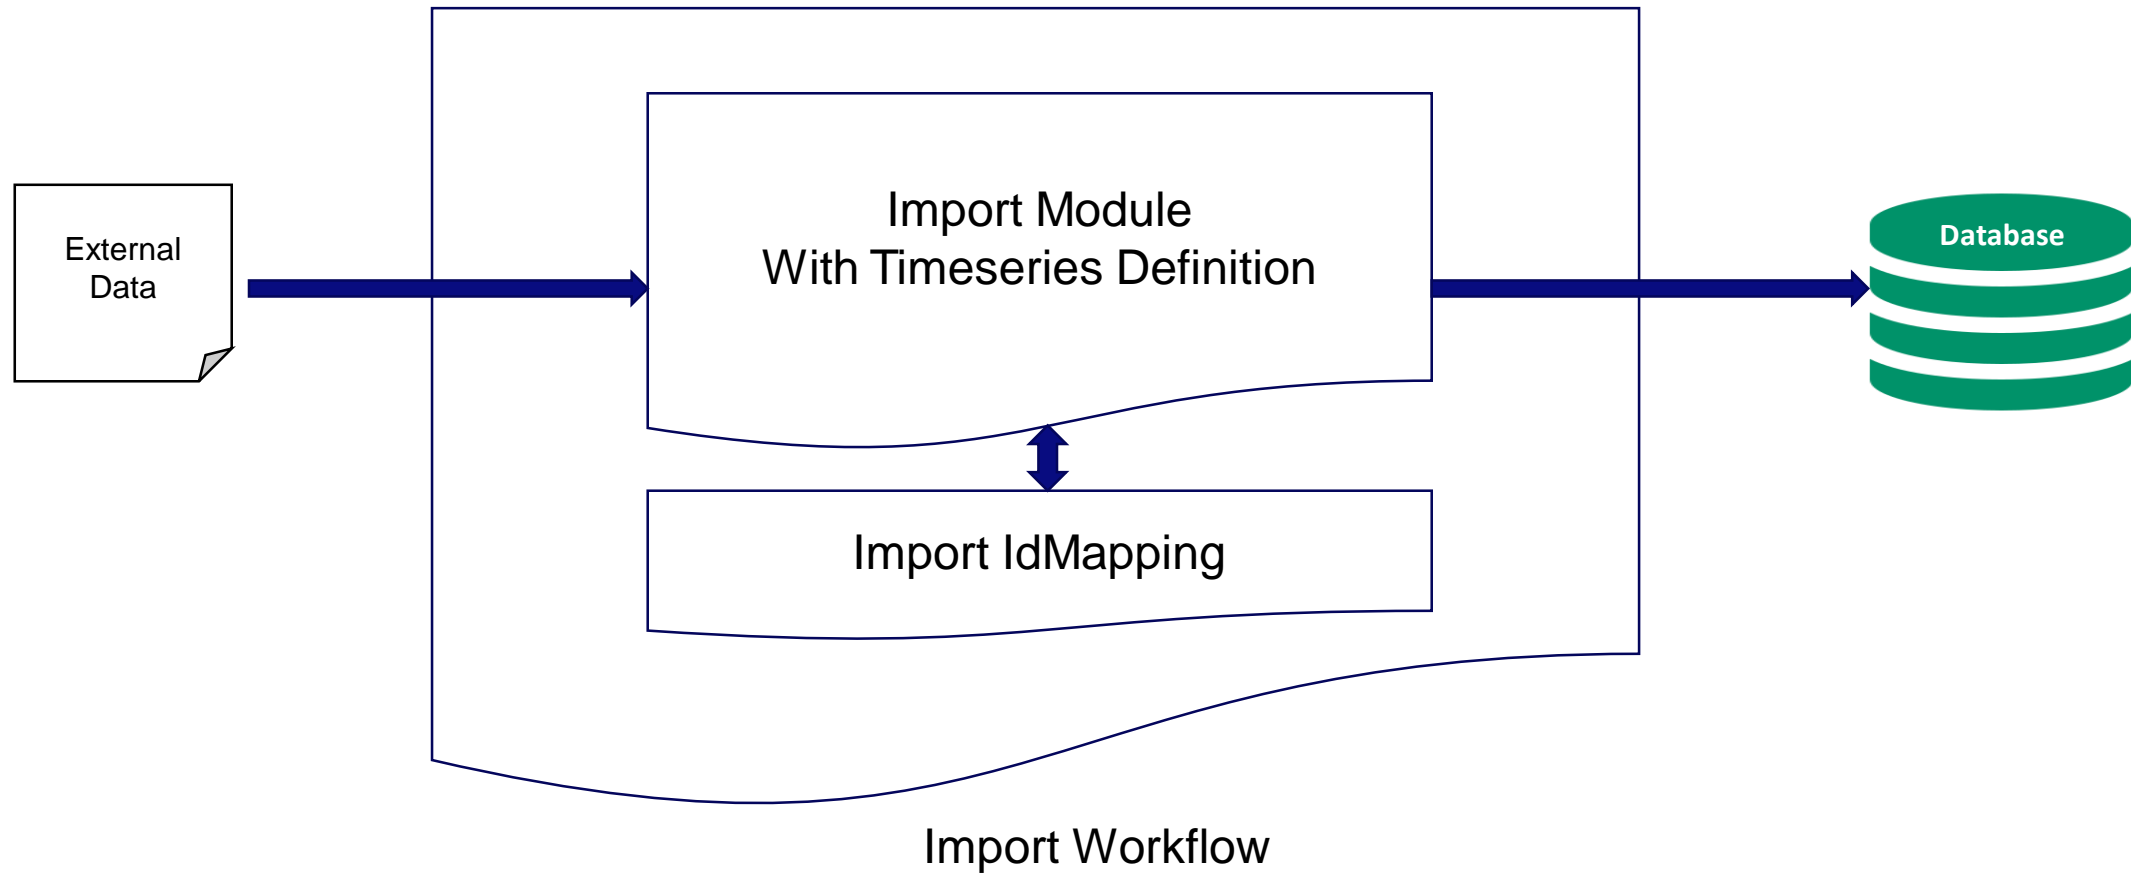 External
Data
Import Module
With Timeseries Definition
Database
Import IdMapping
Import Workflow